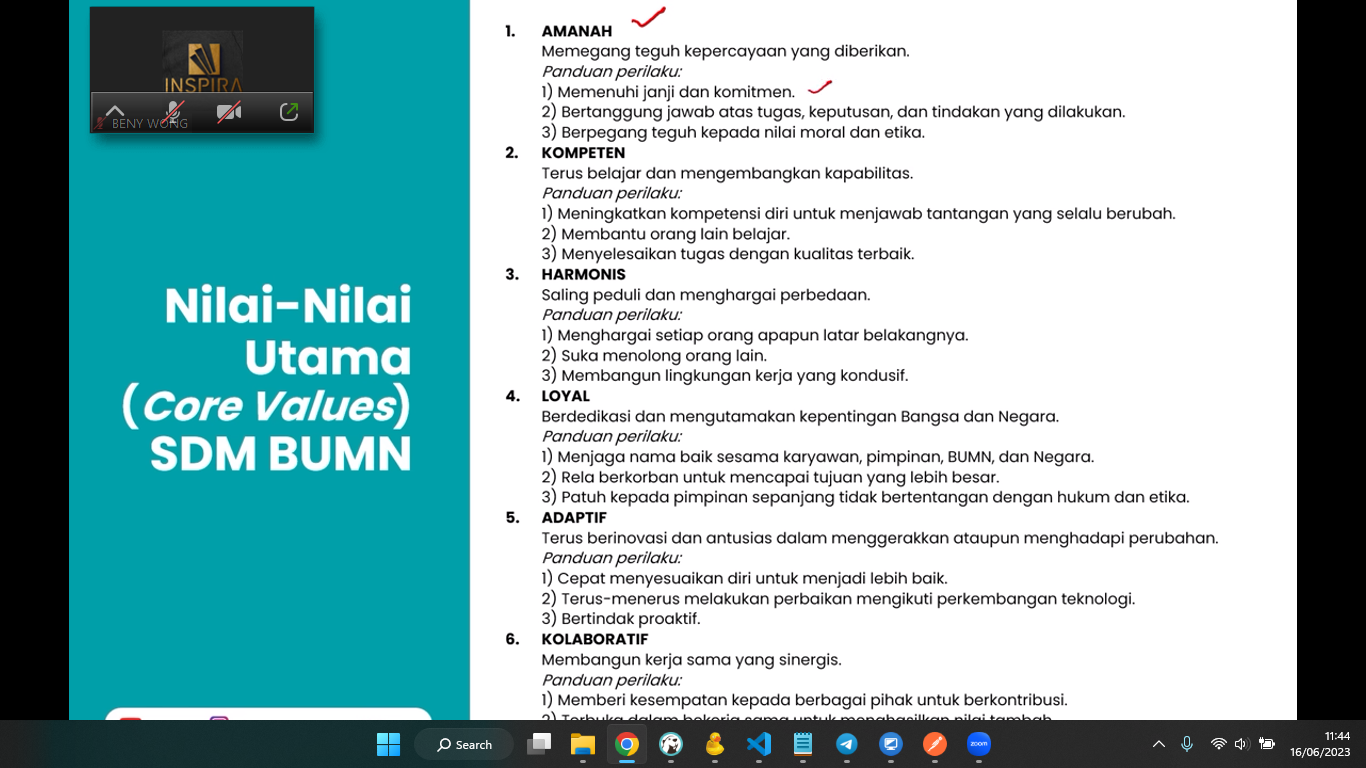 INSPIRA
BENY WONG
Nilai-Nilai
Utama
(Core Values)
SDM BUMN
1. AMANAH
Memegang teguh kepercayaan yang diberikan.
Panduan perilaku:
1) Memenuhi janji dan komitmen.
2) Bertanggung jawab atas tugas, keputusan, dan tindakan yang dilakukan.
3) Berpegang teguh kepada nilai moral dan etika.
2. KOMPETEN
Terus belajar dan mengembangkan kapabilitas.
Panduan perilaku:
1) Meningkatkan kompetensi diri untuk menjawab tantangan yang selalu berubah.
2) Membantu orang lain belajar.
3) Menyelesaikan tugas dengan kualitas terbaik.
3. HARMONIS
Saling peduli dan menghargai perbedaan.
Panduan perilaku:
1) Menghargai setiap orang apapun latar belakangnya.
2) Suka menolong orang lain.
3) Membangun lingkungan kerja yang kondusif.
4. LOYAL
Berdedikasi dan mengutamakan kepentingan Bangsa dan Negara.
Panduan perilaku:
1) Menjaga nama baik sesama karyawan, pimpinan, BUMN, dan Negara.
2) Rela berkorban untuk mencapai tujuan yang lebih besar.
3) Patuh kepada pimpinan sepanjang tidak bertentangan dengan hukum dan etika.
5. ADAPTIF
Terus berinovasi dan antusias dalam menggerakkan ataupun menghadapi perubahan.
Panduan perilaku:
1) Cepat menyesuaikan diri untuk menjadi lebih baik.
2) Terus-menerus melakukan perbaikan mengikuti perkembangan teknologi.
3) Bertindak proaktif.
6. KOLABORATIF
Membangun kerja sama yang sinergis.
Panduan perilaku:
1) Memberi kesempatan kepada berbagai pihak untuk berkontribusi.
2) Terbuka dalam bekerja sama untuk menghasilkan nilai tambah.
Search
zoom
11:44
16/06/2023